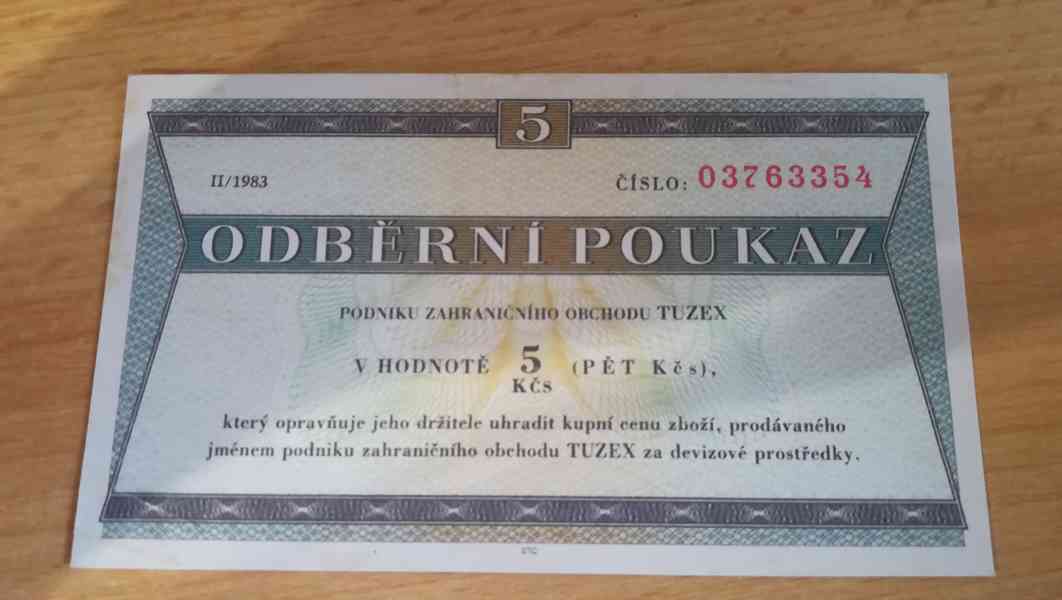 5
II/1983 ČÍSLO: 03763354
ODBĚRNÍ POUKAZ
PODNIKU ZAHRANIČNÍHO OBCHODU TUZEX
V HODNOTĚ 5 (PĚT Kčs),
KČS
který opravňuje jeho držitele uhradit kupní cenu zboží, prodávaného
jménem podniku zahraničního obchodu TUZEX za devizové prostředky.